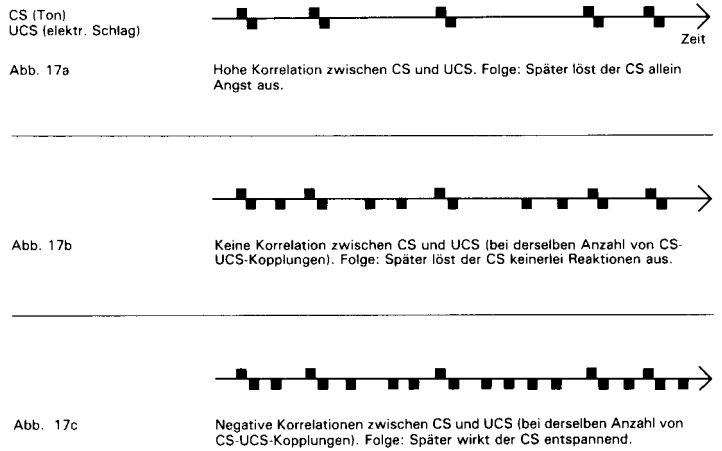 CS (Ton)
UCS (elektr. Schlag)
Zeit
Abb. 17a
Hohe Korrelation zwischen CS und UCS. Folge: Später löst der CS allein
Angst aus.
Abb. 17b
Keine Korrelation zwischen CS und UCS (bei derselben Anzahl von CS-
UCS-Kopplungen). Folge: Später löst der CS keinerlei Reaktionen aus.
Abb. 17c
Negative Korrelationen zwischen CS und UCS (bei derselben Anzahl von
CS-UCS-Kopplungen). Folge: Später wirkt der CS entspannend.